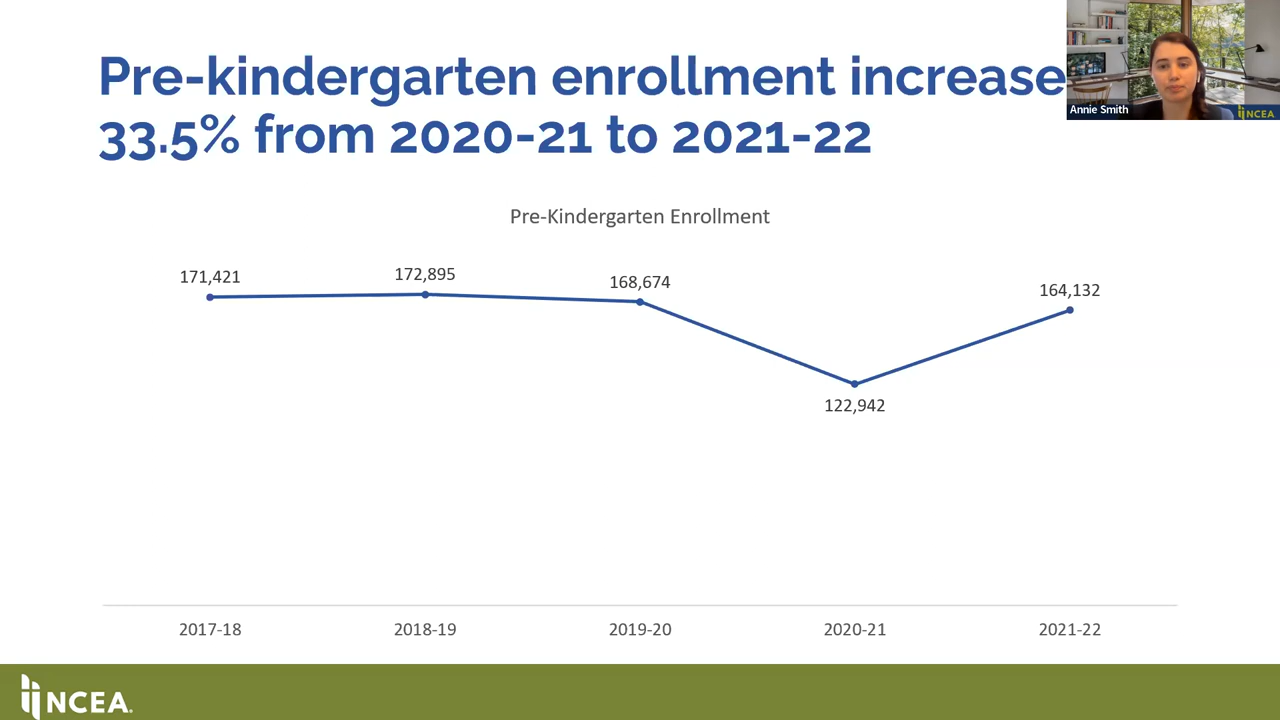 Pre-kindergarten enrollment increase
33.5% from 2020-21 to 2021-22
Annie Smith
NCEA
Pre-Kindergarten Enrollment
171,421
172,895
168,674
122,942
164,132
2017-18
2018-19
2019-20
2020-21
2021-22
NCEA.